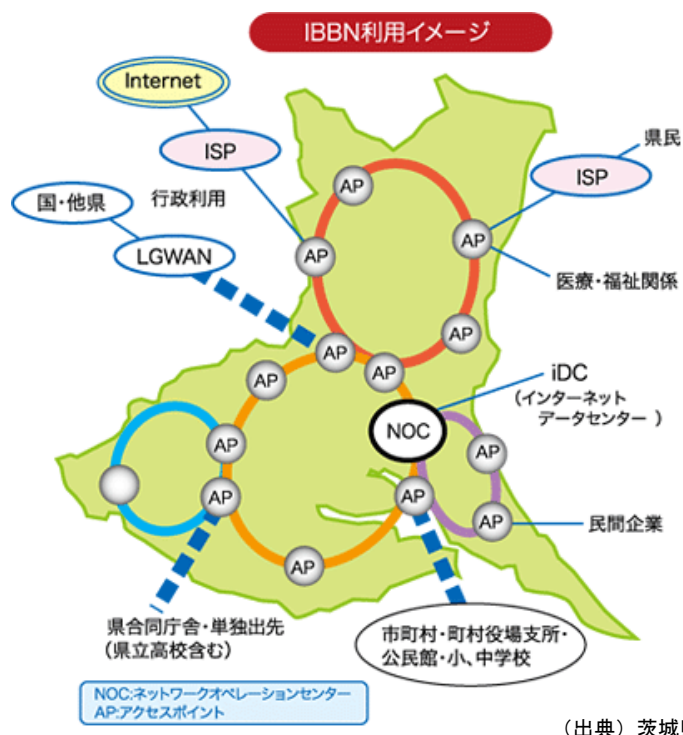 IBBN利用イメージ
Internet
ISP
県民
ISP
国・他県
行政利用
LGWAN
AP
AP
AP
医療・福祉関係
AP
AP
AP
AP
iDC
(インターネット
データセンター )
NOC
AP
AP
AP
AP
AP
民間企業
AP
県合同庁舎・単独出先
(県立高校含む)
市町村・町村役場支所・
公民館・小、中学校
NOC:ネットワークオペレーションセンター
AP:アクセスポイント
(出典)茨城